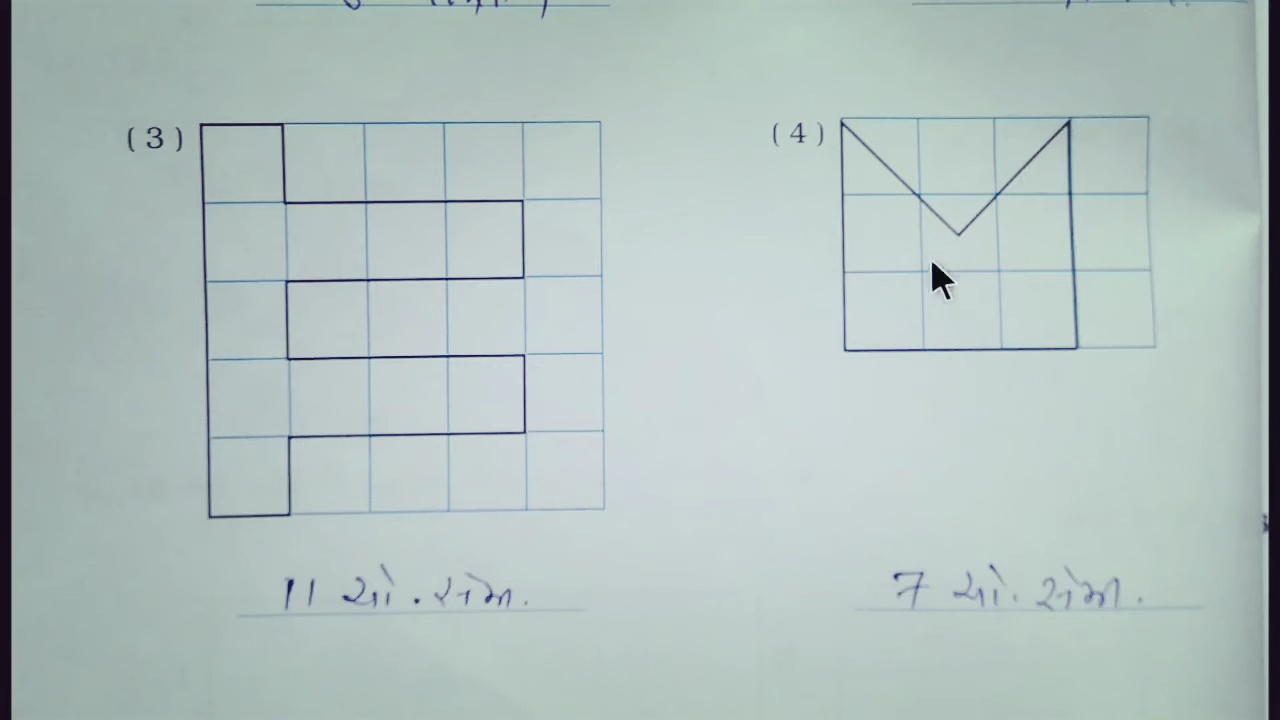 (3)
(4)
11 ચો. સેમી.
7 ચો. સેમી.